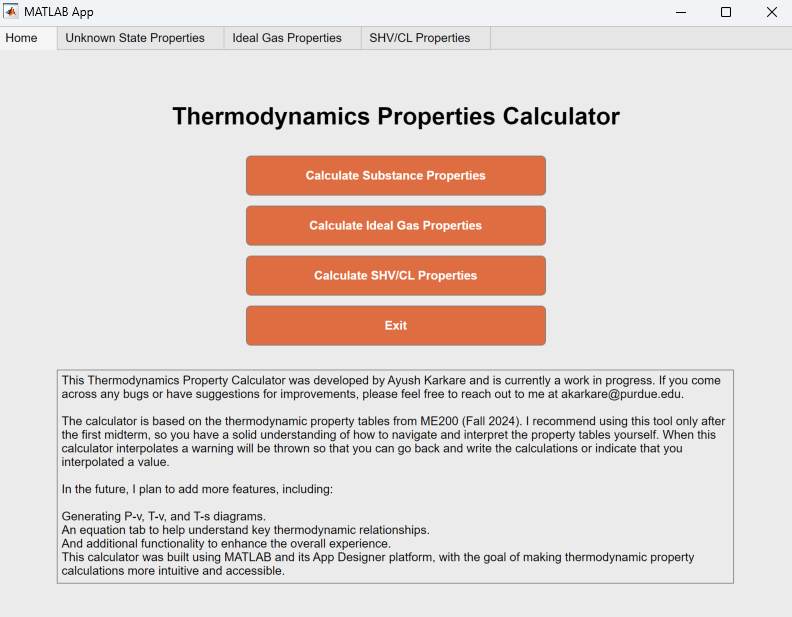 MATLAB App
Home
Unknown State Properties
Ideal Gas Properties
SHV/CL Properties
Thermodynamics Properties Calculator
Calculate Substance Properties
Calculate Ideal Gas Properties
Calculate SHV/CL Properties
Exit
This Thermodynamics Property Calculator was developed by Ayush Karkare and is currently a work in progress. If you come
across any bugs or have suggestions for improvements, please feel free to reach out to me at akarkare@purdue.edu.
The calculator is based on the thermodynamic property tables from ME200 (Fall 2024). I recommend using this tool only after
the first midterm, so you have a solid understanding of how to navigate and interpret the property tables yourself. When this
calculator interpolates a warning will be thrown so that you can go back and write the calculations or indicate that you
interpolated a value.
In the future, I plan to add more features, including:
Generating P-v, T-v, and T-s diagrams.
An equation tab to help understand key thermodynamic relationships.
And additional functionality to enhance the overall experience.
This calculator was built using MATLAB and its App Designer platform, with the goal of making thermodynamic property
calculations more intuitive and accessible.